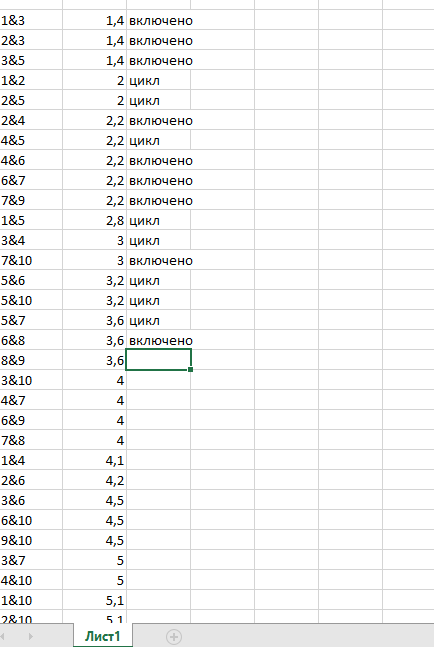 1&3 1,4 включено
2&3 1,4 включено
3&5 1,4 включено
1&2 2 цикл
2&5 2 цикл
2&4 2,2 включено
4&5 2,2 цикл
4&6 2,2 включено
6&7 2,2 включено
7&9 2,2 включено
1&5 2,8 цикл
3&4 3 цикл
7&10 3 включено
5&6 3,2 цикл
5&10 3,2 цикл
5&7 3,6 цикл
6&8 3,6 включено
8&9 3,6
3&10 4
4&7 4
6&9 4
7&8 4
1&4 4,1
2&6 4,2
3&6 4,5
6&10 4,5
9&10 4,5
3&7 5
4&10 5
1&10 5,1
2&10 5,1
Лист1